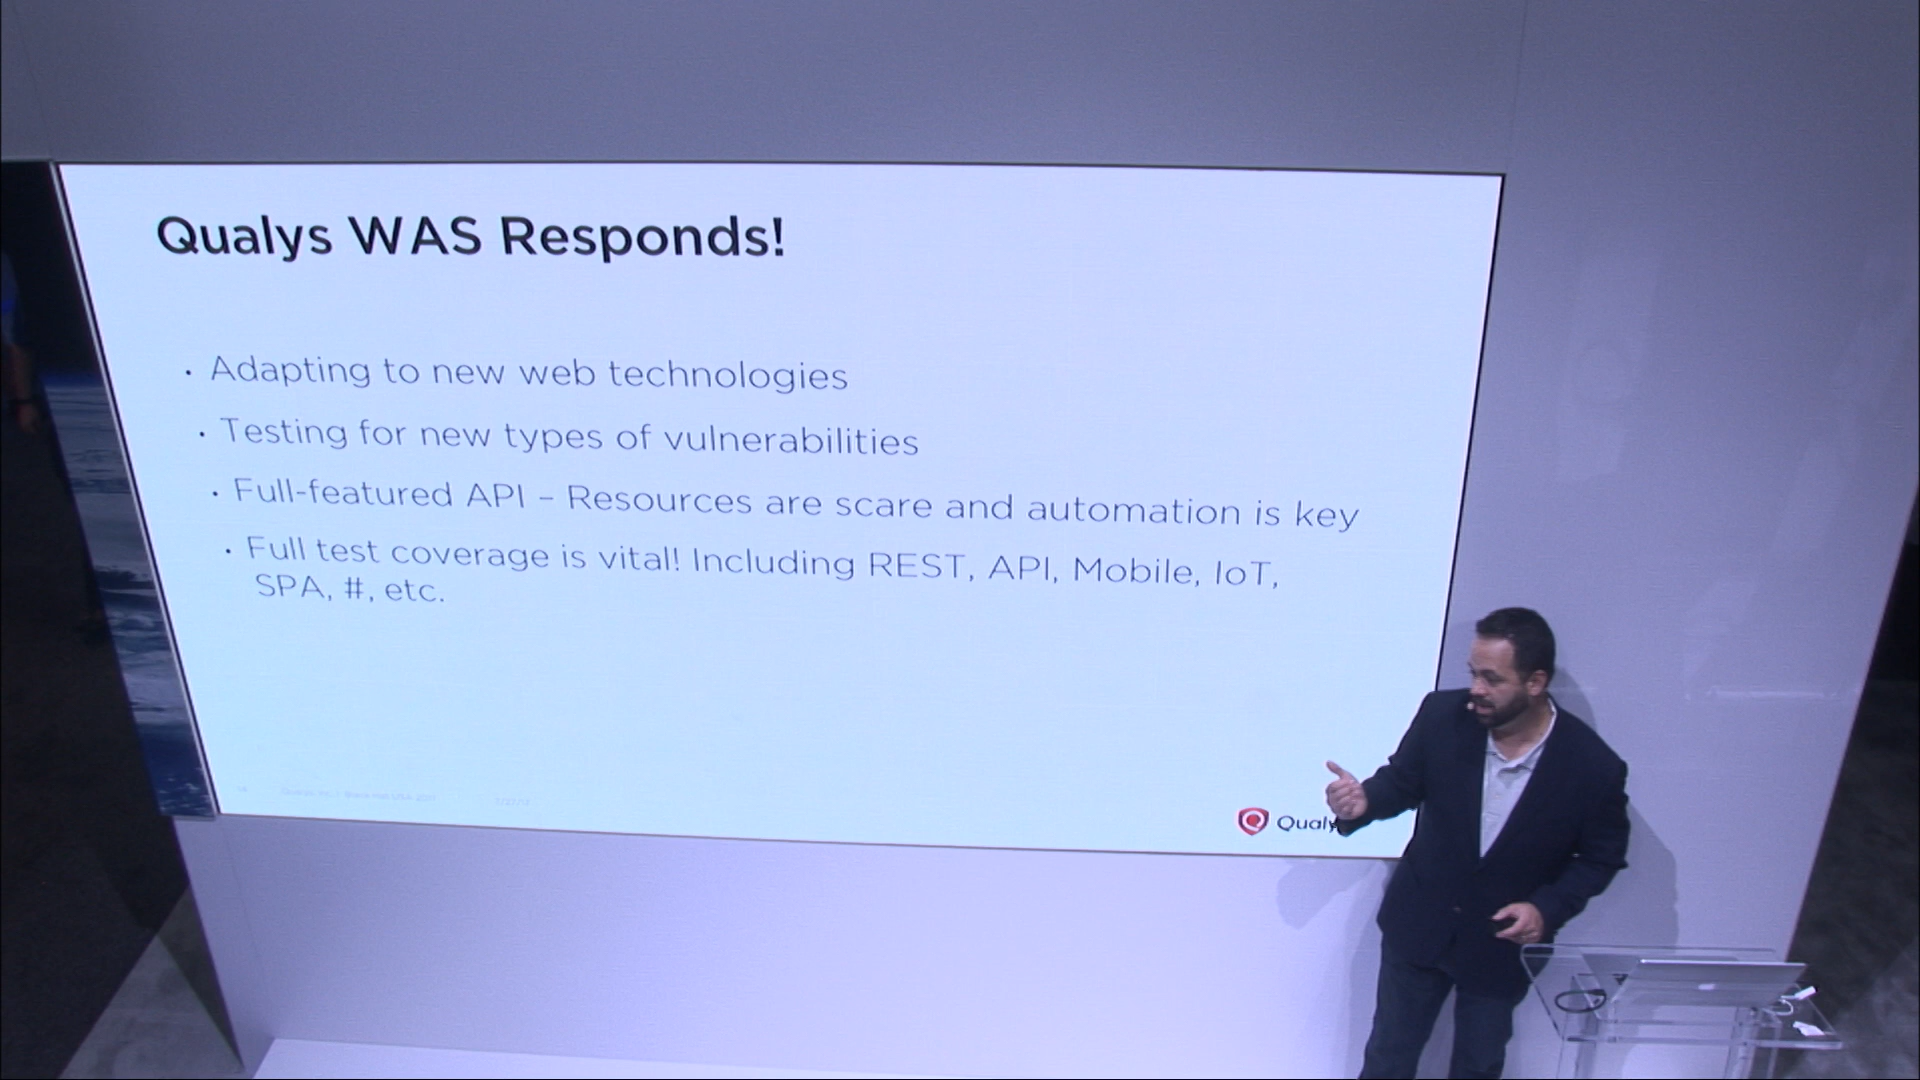 Qualys WAS Responds!
• Adapting to new web technologies
• Testing for new types of vulnerabilities
• Full-featured API – Resources are scare and automation is key
• Full test coverage is vital! Including REST, API, Mobile, IoT,
SPA, #, etc.
Qualy